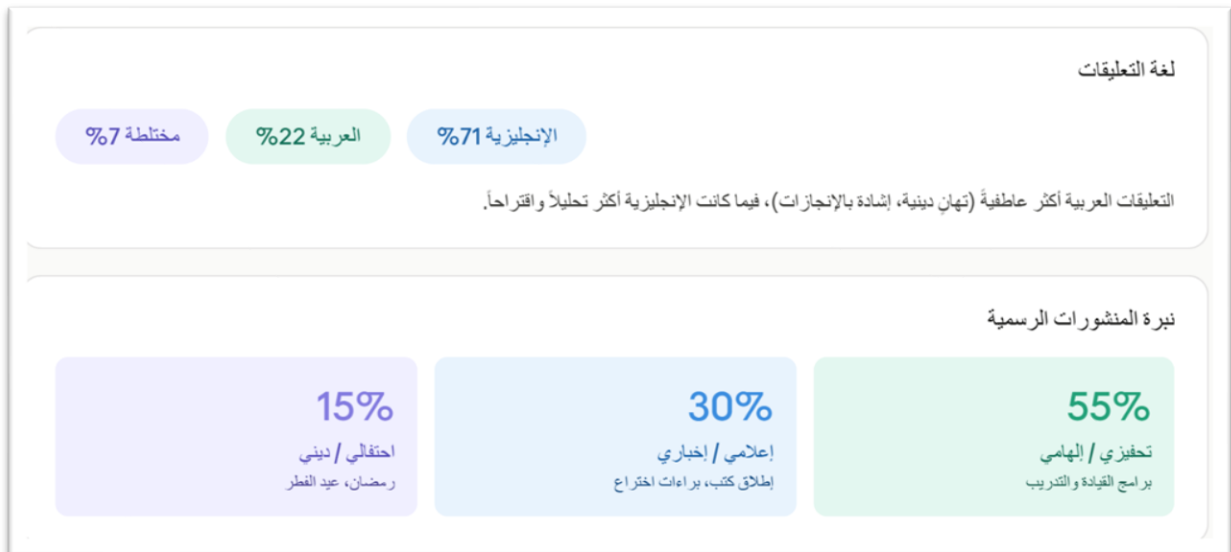 لغة التعليقات
الإنجليزية 71%
العربية 22%
مختلطة 7%
التعليقات العربية أكثر عاطفيةً (تهانٍ دينية، إشادة بالإنجازات)، فيما كانت الإنجليزية أكثر تحليلاً واقتراحاً.
نبرة المنشورات الرسمية
55%
تحفيزي / إلهامي
برامج القيادة والتدريب
30%
إعلامي / إخباري
إطلاق كتب، براءات اختراع
15%
احتفالي / ديني
رمضان، عيد الفطر